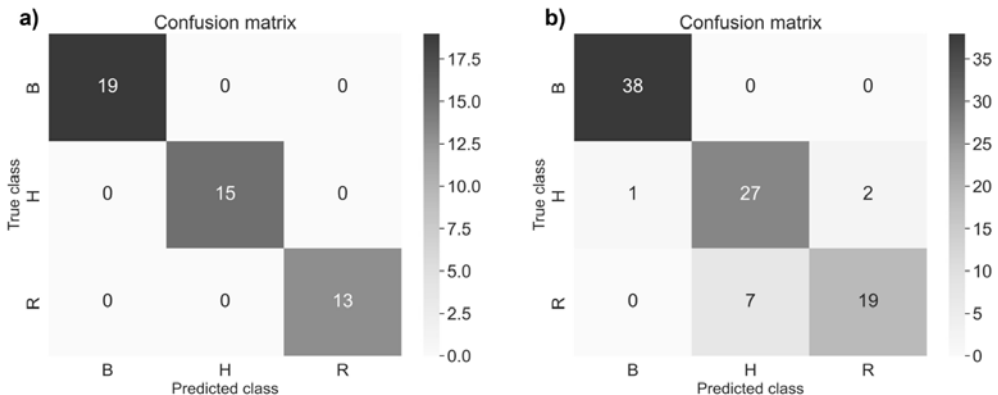 a)
Confusion matrix
B 19 0 0
H 0 15 0
R 0 0 13
B H R
Predicted class
True class
17.5
15.0
12.5
10.0
7.5
5.0
2.5
0.0
b)
Confusion matrix
B 38 0 0
H 1 27 2
R 0 7 19
B H R
Predicted class
True class
35
30
25
20
15
10
5
0